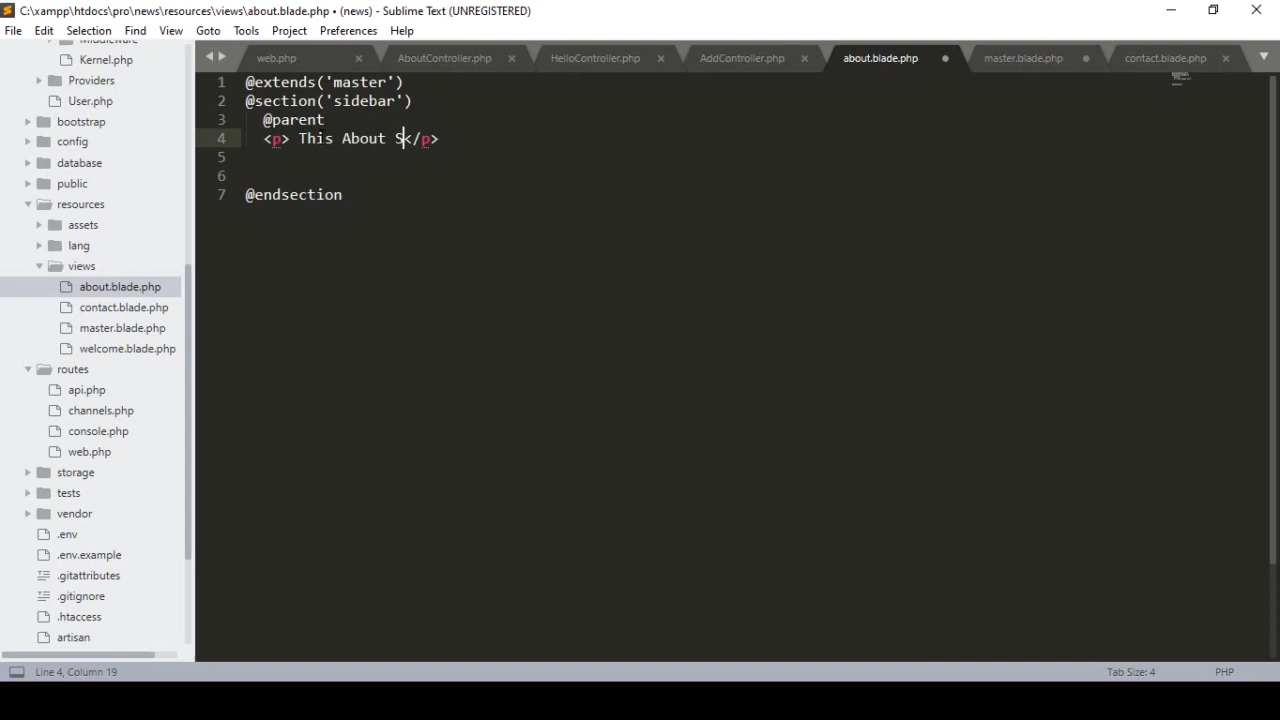 C:\xampp\htdocs\pro\news\resources\views\about.blade.php • (news) - Sublime Text (UNREGISTERED)
File Edit Selection View Goto Tools Project Preferences Help
web.php AboutController.php HelloController.php AddController.php about.blade.php master.blade.php contact.blade.php
Middleware
Kernel.php
Providers
User.php
bootstrap
config
database
public
resources
assets
lang
views
about.blade.php
contact.blade.php
master.blade.php
welcome.blade.php
routes
api.php
channels.php
console.php
web.php
storage
tests
vendor
.env
.env.example
.gitattributes
.gitignore
.htaccess
artisan
1 @extends('master')
2 @section('sidebar')
3 @parent
4 <p> This About S</p>
5
6
7 @endsection
Line 4, Column 19 Tab Size: 4 PHP